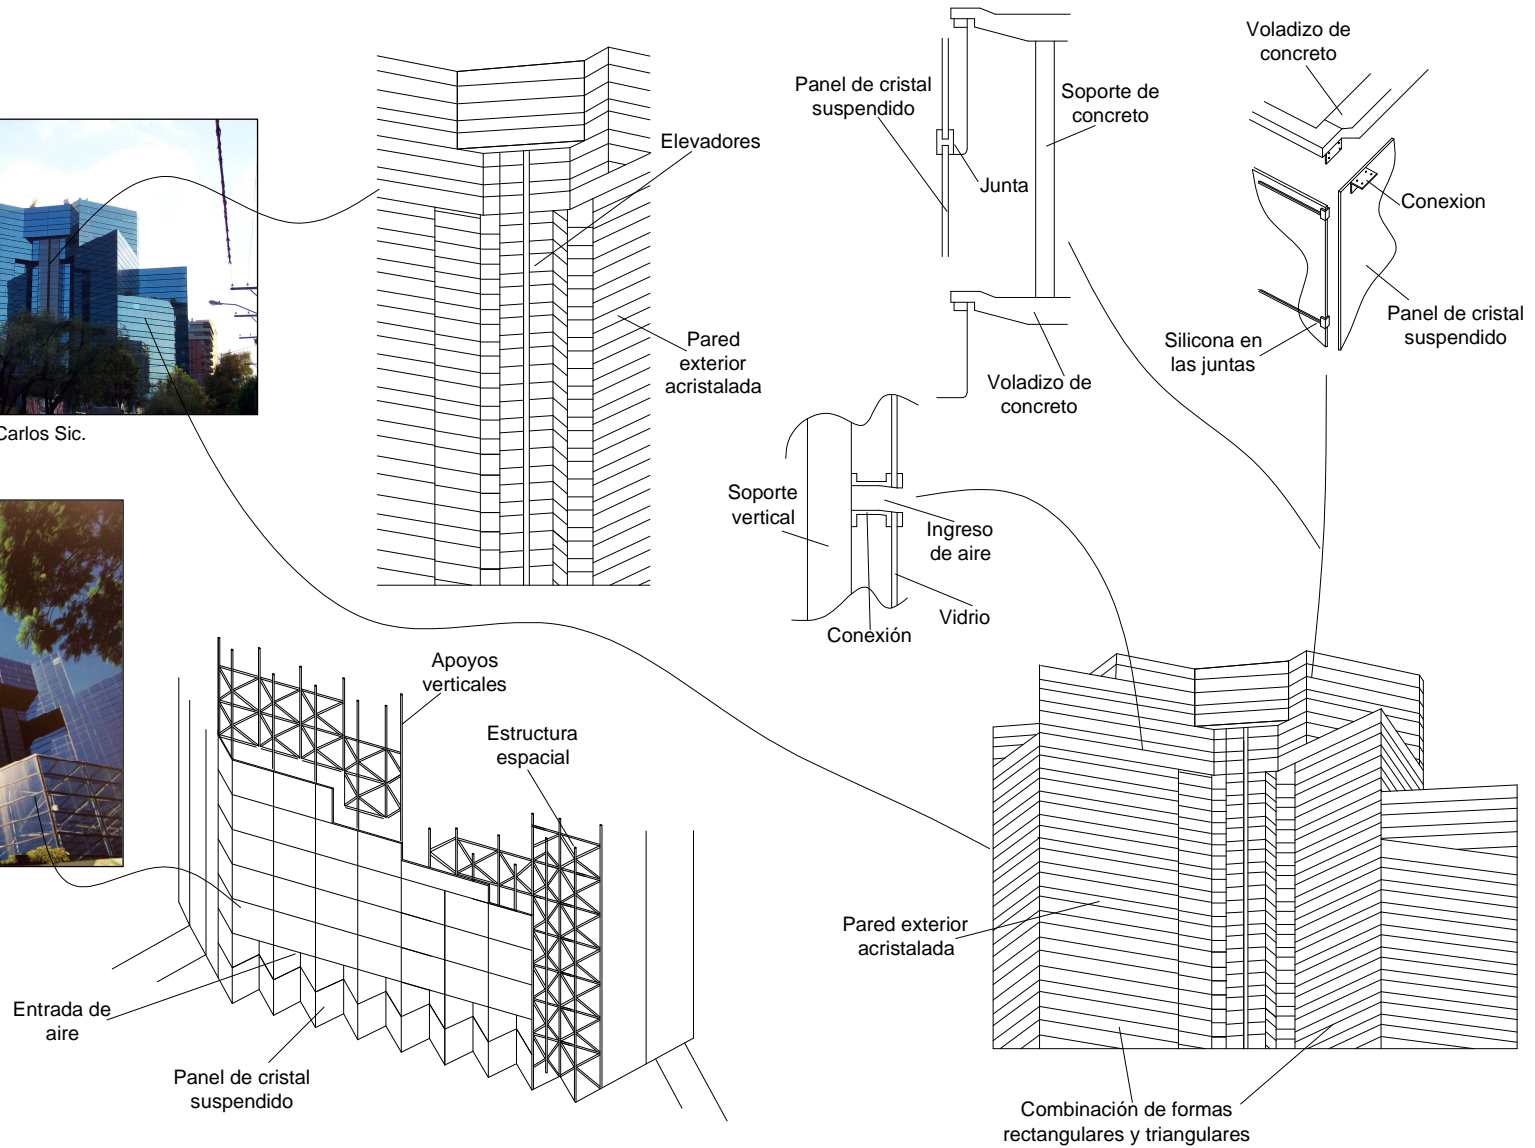 Elevadores
Pared
exterior
acristalada
Panel de cristal
suspendido
Junta
Soporte de
concreto
Voladizo de
concreto
Voladizo de
concreto
Conexion
Panel de cristal
suspendido
Silicona en
las juntas
Carlos Sic.
Soporte
vertical
Ingreso
de aire
Vidrio
Conexión
Apoyos
verticales
Estructura
espacial
Entrada de
aire
Panel de cristal
suspendido
Pared exterior
acristalada
Combinación de formas
rectangulares y triangulares